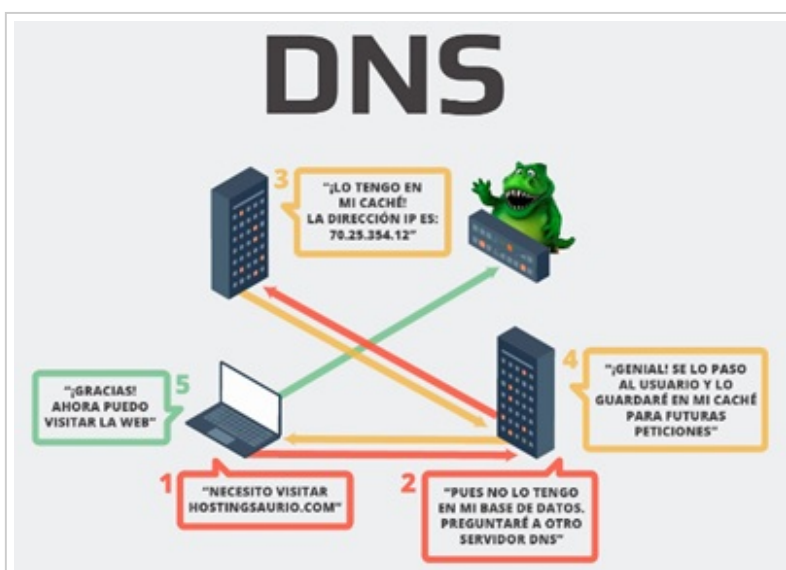 DNS
3
"¡LO TENGO EN
MI CACHÉ!
LA DIRECCIÓN IP ES:
70.25.354.12"
5
"¡GRACIAS!
AHORA PUEDO
VISITAR LA WEB"
4
"¡GENIAL! SE LO PASO
AL USUARIO Y LO
GUARDARÉ EN MI CACHÉ
PARA FUTURAS
PETICIONES"
1
"NECESITO VISITAR
HOSTINGSAURIO.COM"
2
"PUES NO LO TENGO
EN MI BASE DE DATOS.
PREGUNTARÉ A OTRO
SERVIDOR DNS"